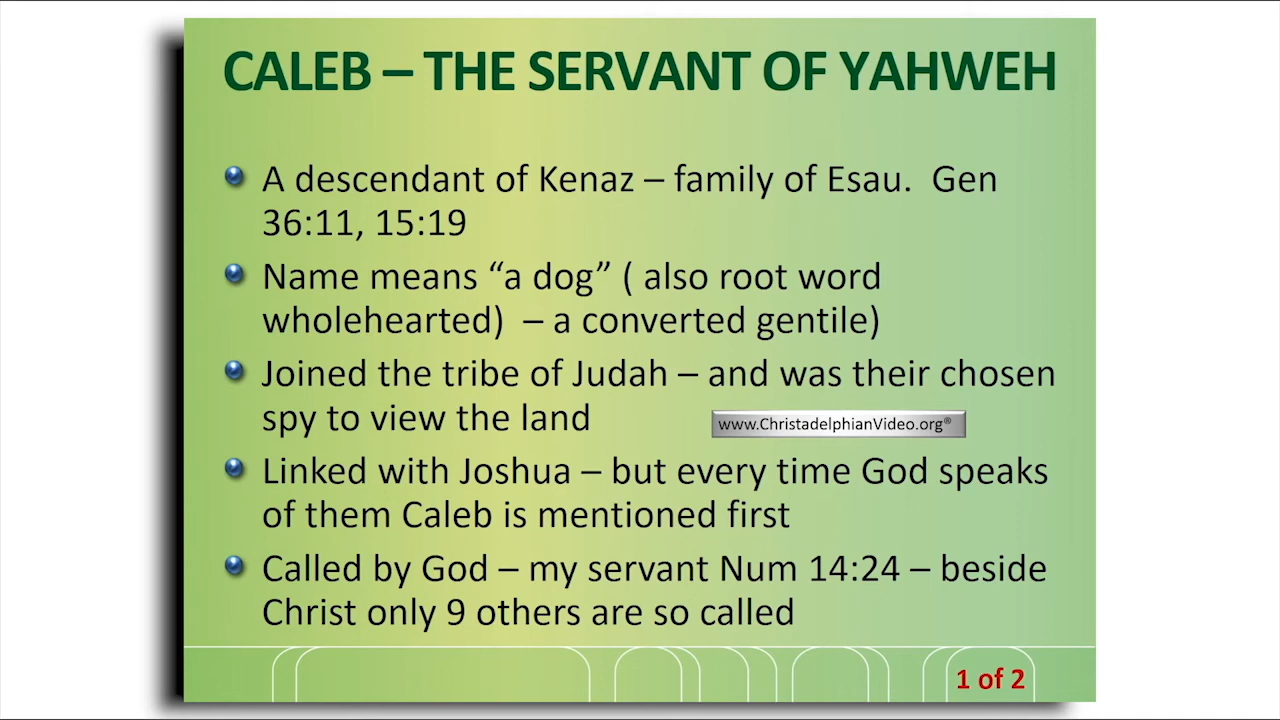 CALEB – THE SERVANT OF YAHWEH
A descendant of Kenaz – family of Esau.  Gen
36:11, 15:19
Name means “a dog” ( also root word
wholehearted)  – a converted gentile)
Joined the tribe of Judah – and was their chosen
spy to view the land
www.ChristadelphianVideo.org®
Linked with Joshua – but every time God speaks
of them Caleb is mentioned first
Called by God – my servant Num 14:24 – beside
Christ only 9 others are so called
1 of 2